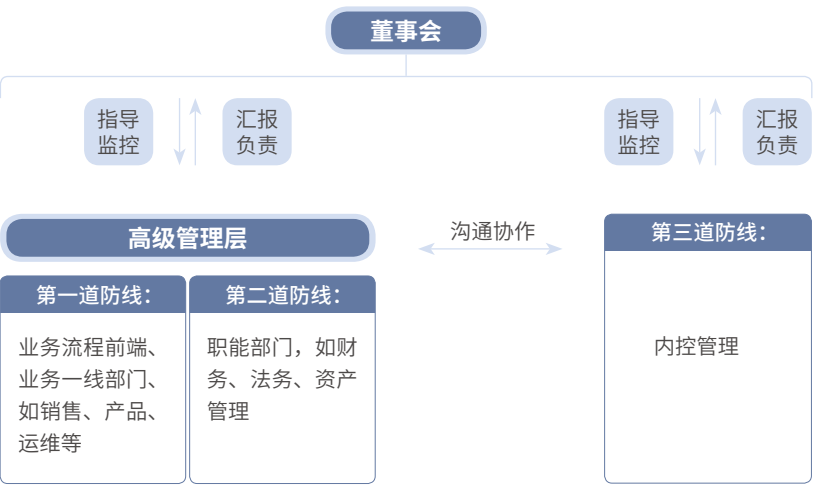 董事会
指导
监控
汇报
负责
指导
监控
汇报
负责
高级管理层
沟通协作
第一道防线：
业务流程前端、
业务一线部门、
如销售、产品、
运维等
第二道防线：
职能部门，如财
务、法务、资产
管理
第三道防线：
内控管理